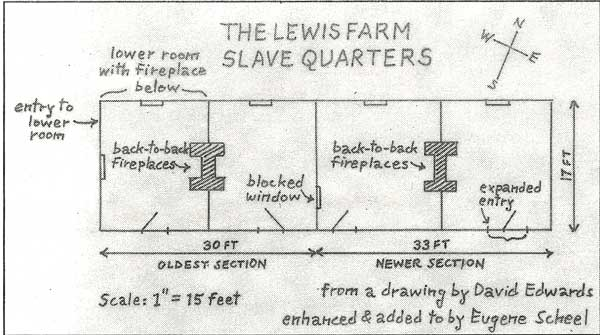 THE LEWIS FARM
SLAVE QUARTERS
N
W
E
S
lower room
with fireplace
below
entry to
lower
room
back-to-back
fireplaces
blocked
window
back-to-back
fireplaces
expanded
entry
17 FT
30 FT
33 FT
OLDEST SECTION
NEWER SECTION
Scale: 1" = 15 feet
from a drawing by David Edwards
enhanced & added to by Eugene Scheel